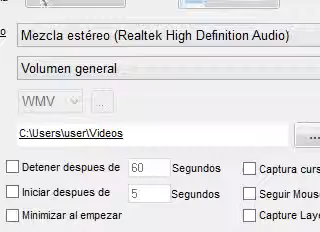 Mezcla estéreo (Realtek High Definition Audio)
Volumen general
WMV ...
C:\Users\user\Videos ...
Detener despues de 60 Segundos Captura curs
Iniciar despues de 5 Segundos Seguir Mous
Minimizar al empezar Capture Laye